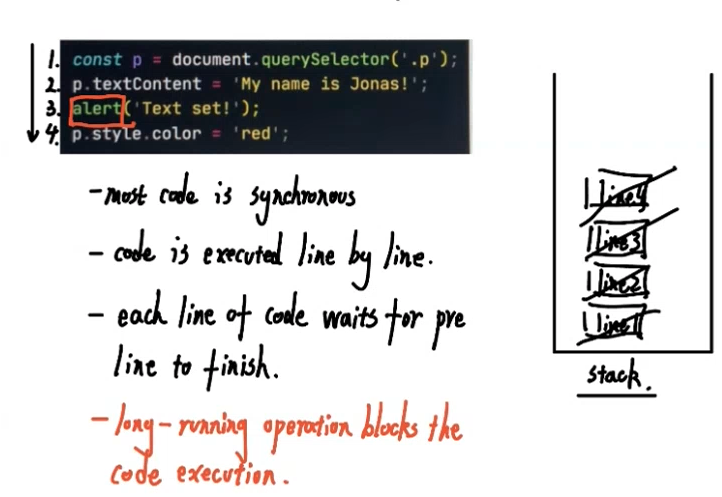 1. const p = document.querySelector('.p');
2. p.textContent = 'My name is Jonas!';
3. alert('Text set!');
4. p.style.color = 'red';
- most code is synchronous
- code is executed line by line.
- each line of code waits for pre
line to finish.
- long-running operation blocks the
code execution.
line4
line3
line2
line1
stack.